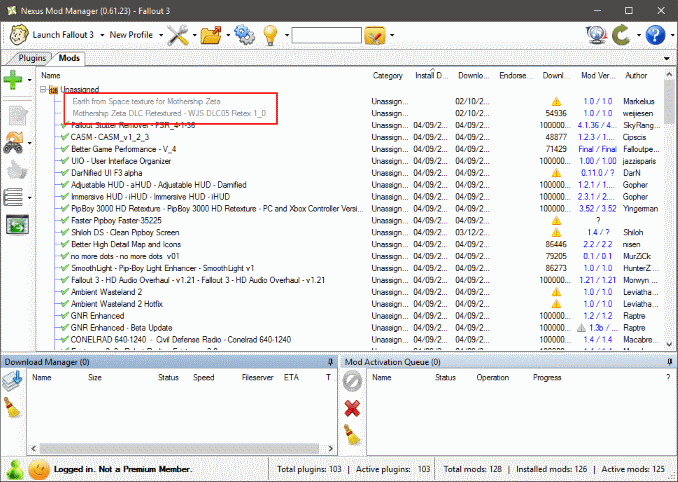 Nexus Mod Manager (0.61.23) - Fallout 3
Launch Fallout 3 New Profile
Plugins Mods
Name Category Install D... Downlo... Endorse... Downl... Mod Ver... Author
Unassigned
Earth from Space texture for Mothership Zeta Unassign... 02/10/2... 1.0 / 1.0 Markelius
Mothership Zeta DLC Retextured - WJS DLC05 Retex 1_0 Unassign... 02/10/2... 54936 1.0 / 1.0 weijiesen
Fallout Stutter Remover - FSR_4-1-36 Unassign... 04/09/2... 04/09/2... 100000... 4.1.36 / 4... SkyRang...
CASM - CASM_v1_2_3 Unassign... 04/09/2... 04/09/2... 48877 1.2.3 / 1.... Cipscis
Better Game Performance - V_4 Unassign... 04/09/2... 04/09/2... 71429 Final / Final Falloutpe...
UIO - User Interface Organizer Unassign... 04/09/2... 04/09/2... 100000... 1.00 / 1.00 jazzisparis
DarNified UI F3 alpha Unassign... 04/09/2... 04/09/2... 0.11.0 / ? DarN
Adjustable HUD - aHUD - Adjustable HUD - Darnified Unassign... 04/09/2... 04/09/2... 100000... 1.2.1 / 1.... Gopher
Immersive HUD - iHUD - Immersive HUD - iHUD Unassign... 04/09/2... 04/09/2... 100000... 2.3.1 / 2.... Gopher
PipBoy 3000 HD Retexture - PipBoy 3000 HD Retexture - PC and Xbox Controller Versi... Unassign... 04/09/2... 04/09/2... 100000... 3.52 / 3.52 Yingerman
Faster Pipboy Faster-35225 Unassign... 04/09/2... 04/09/2... ?
Shiloh DS - Clean Pipboy Screen Unassign... 04/09/2... 03/12/2... 1.4 / ? Shiloh
Better High Detail Map and Icons Unassign... 04/09/2... 04/09/2... 86446 2.2 / 2.2 nisen
no more dots - no more dots v01 Unassign... 04/09/2... 04/09/2... 79205 0.1 / 0.1 MurZiCk
SmoothLight - Pip-Boy Light Enhancer - SmoothLight v1 Unassign... 04/09/2... 04/09/2... 86273 1.0 / 1.0 HunterZ
Fallout 3 - HD Audio Overhaul - v1.21 - Fallout 3 - HD Audio Overhaul - v1.21 Unassign... 04/09/2... 04/09/2... 100000... 1.21 / 1.21 Morwyn ...
Ambient Wasteland 2 Unassign... 04/09/2... 04/09/2... 1.0 / 1.0 Leviatha...
Ambient Wasteland 2 Hotfix Unassign... 04/09/2... 04/09/2... 1.0 / 1.0 Leviatha...
GNR Enhanced Unassign... 04/09/2... 04/09/2... 100000... 1.2 / 1.2 Raptre
GNR Enhanced - Beta Update Unassign... 04/09/2... 04/09/2... 100000... 1.3b / ... Raptre
CONELRAD 640-1240 - Civil Defense Radio - Conelrad 640-1240 Unassign... 04/09/2... 04/09/2... 100000... 1.4 / 1.4 Macabre...
Download Manager (0) Mod Activation Queue (0)
Name Size Status Speed Fileserver ETA T Name Status Operation Progress ?
Logged in. Not a Premium Member. Total plugins: 103 | Active plugins: 103 Total mods: 128 | Installed mods: 126 | Active mods: 125